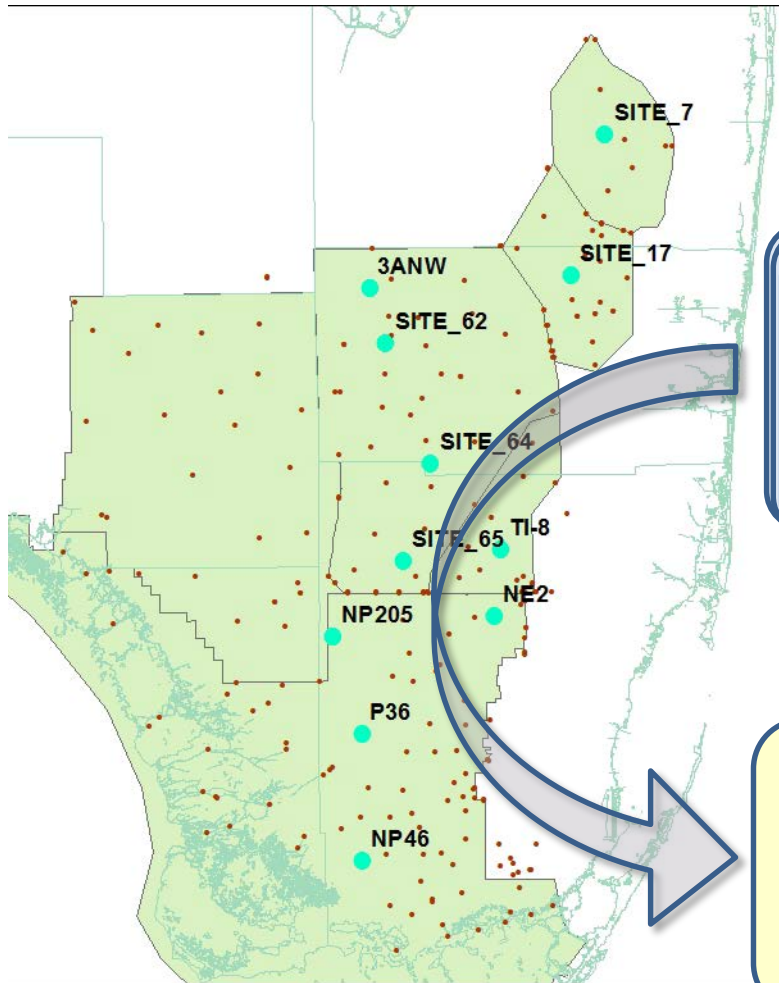 SITE_7
SITE_17
3ANW
SITE_62
SITE_64
SITE_65
TI-8
NE2
NP205
P36
NP46